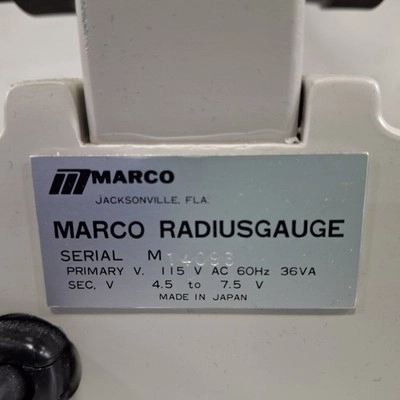 MARCO
JACKSONVILLE, FLA.
MARCO RADIUSGAUGE
SERIAL M 14093
PRIMARY V. 115 V AC 60Hz 36VA
SEC. V 4.5 to 7.5 V
MADE IN JAPAN